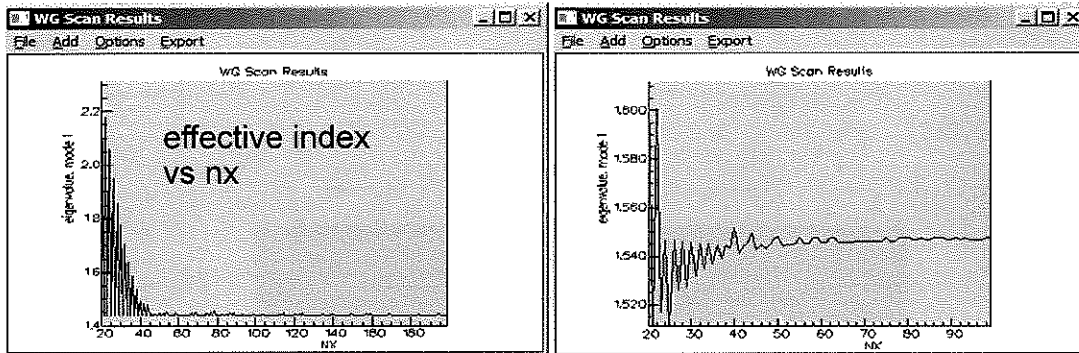 WG Scan Results
File Add Options Export
WG Scan Results
2.2
2.0
1.8
1.6
1.4
eigenvalue, mode 1
effective index
vs nx
20 40 60 80 100 120 140 160 180
NX
WG Scan Results
File Add Options Export
WG Scan Results
1.600
1.580
1.560
1.540
1.520
eigenvalue, mode 1
20 30 40 50 60 70 80 90
NX